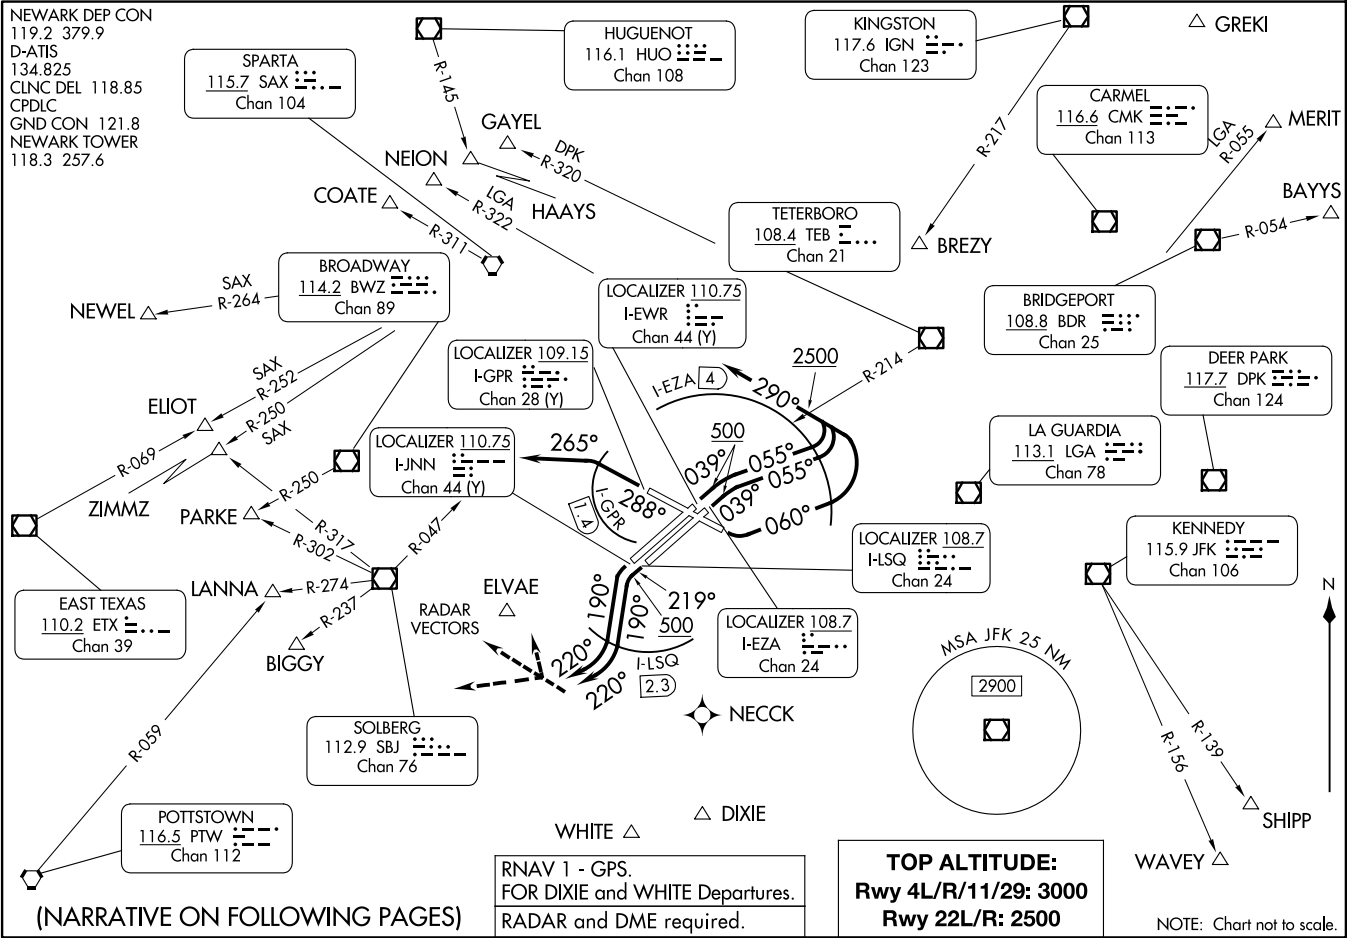 NEWARK DEP CON
119.2 379.9
D-ATIS
134.825
CLNC DEL 118.85
CPDLC
GND CON 121.8
NEWARK TOWER
118.3 257.6
SPARTA
115.7 SAX
Chan 104
HUGUENOT
116.1 HUO
Chan 108
KINGSTON
117.6 IGN
Chan 123
GREKI
CARMEL
116.6 CMK
Chan 113
LGA
R-055
MERIT
BAYYS
R-054
R-145
GAYEL
NEION
COATE
DPK
R-320
LGA
R-322
HAAYS
R-311
R-217
BREZY
TETERBORO
108.4 TEB
Chan 21
BROADWAY
114.2 BWZ
Chan 89
SAX
R-264
NEWEL
LOCALIZER 110.75
I-EWR
Chan 44 (Y)
BRIDGEPORT
108.8 BDR
Chan 25
LOCALIZER 109.15
I-GPR
Chan 28 (Y)
2500
R-214
DEER PARK
117.7 DPK
Chan 124
I-EZA 4
290°
SAX
R-252
ELIOT
R-250
SAX
R-069
ZIMMZ
LOCALIZER 110.75
I-JNN
Chan 44 (Y)
265°
500
039°
055°
055°
039°
060°
288°
I-GPR
1.4
LA GUARDIA
113.1 LGA
Chan 78
R-250
PARKE
R-317
R-302
R-047
LOCALIZER 108.7
I-LSQ
Chan 24
KENNEDY
115.9 JFK
Chan 106
EAST TEXAS
110.2 ETX
Chan 39
LANNA
R-274
R-237
BIGGY
ELVAE
RADAR
VECTORS
190°
190°
219°
500
220°
220°
I-LSQ
2.3
LOCALIZER 108.7
I-EZA
Chan 24
N
MSA JFK 25 NM
2900
NECCK
SOLBERG
112.9 SBJ
Chan 76
R-059
R-139
R-156
POTTSTOWN
116.5 PTW
Chan 112
DIXIE
WHITE
SHIPP
WAVEY
RNAV 1 - GPS.
FOR DIXIE and WHITE Departures.
RADAR and DME required.
TOP ALTITUDE:
Rwy 4L/R/11/29: 3000
Rwy 22L/R: 2500
(NARRATIVE ON FOLLOWING PAGES)
NOTE: Chart not to scale.